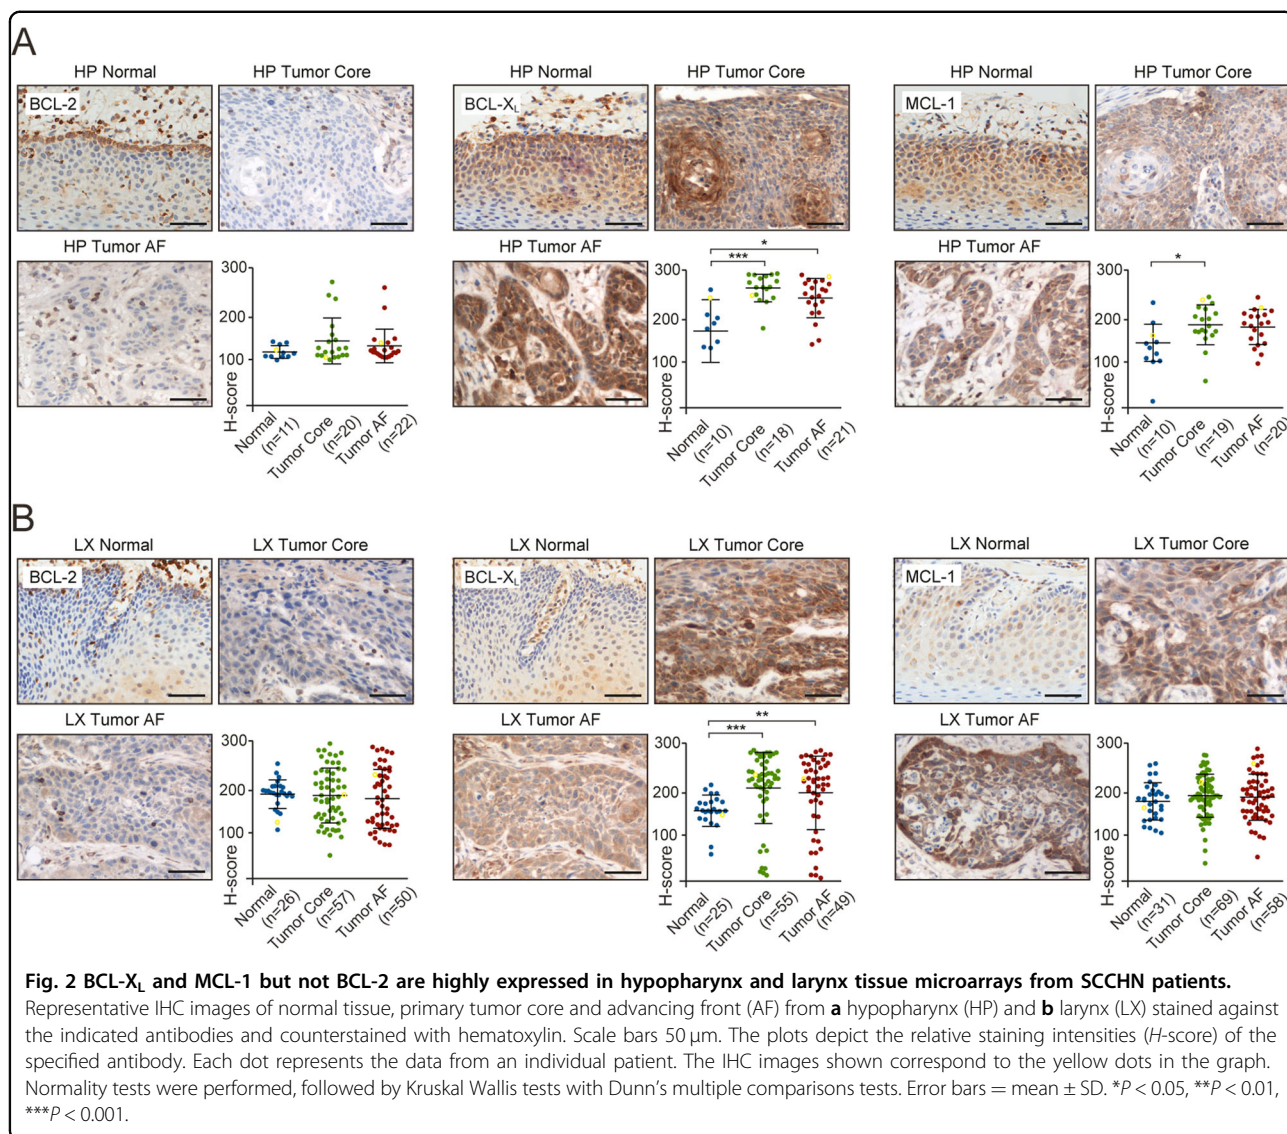 A
HP Normal
HP Tumor Core
HP Normal
HP Tumor Core
HP Normal
HP Tumor Core
BCL-2
BCL-XL
MCL-1
HP Tumor AF
HP Tumor AF
HP Tumor AF
300
200
100
H-score
Normal (n=11)
Tumor Core (n=20)
Tumor AF (n=22)
*
***
300
200
100
0
H-score
Normal (n=10)
Tumor Core (n=18)
Tumor AF (n=21)
*
300
200
100
0
H-score
Normal (n=10)
Tumor Core (n=19)
Tumor AF (n=20)
B
LX Normal
LX Tumor Core
LX Normal
LX Tumor Core
LX Normal
LX Tumor Core
BCL-2
BCL-XL
MCL-1
LX Tumor AF
LX Tumor AF
LX Tumor AF
300
200
100
H-score
Normal (n=26)
Tumor Core (n=57)
Tumor AF (n=50)
**
***
300
200
100
0
H-score
Normal (n=25)
Tumor Core (n=55)
Tumor AF (n=49)
300
200
100
0
H-score
Normal (n=31)
Tumor Core (n=69)
Tumor AF (n=58)
Fig. 2 BCL-XL and MCL-1 but not BCL-2 are highly expressed in hypopharynx and larynx tissue microarrays from SCCHN patients.
Representative IHC images of normal tissue, primary tumor core and advancing front (AF) from a hypopharynx (HP) and b larynx (LX) stained against
the indicated antibodies and counterstained with hematoxylin. Scale bars 50 μm. The plots depict the relative staining intensities (H-score) of the
specified antibody. Each dot represents the data from an individual patient. The IHC images shown correspond to the yellow dots in the graph.
Normality tests were performed, followed by Kruskal Wallis tests with Dunn's multiple comparisons tests. Error bars = mean ± SD. *P < 0.05, **P < 0.01,
***P < 0.001.